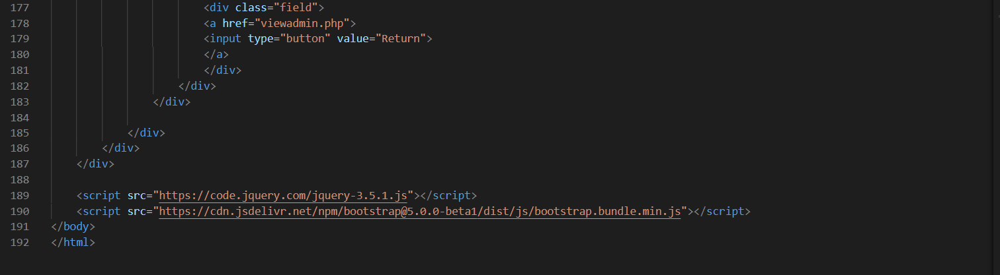 177 <div class="field">
178 <a href="viewadmin.php">
179 <input type="button" value="Return">
180 </a>
181 </div>
182 </div>
183 </div>
184
185 </div>
186 </div>
187 </div>
188
189 <script src="https://code.jquery.com/jquery-3.5.1.js"></script>
190 <script src="https://cdn.jsdelivr.net/npm/bootstrap@5.0.0-beta1/dist/js/bootstrap.bundle.min.js"></script>
191 </body>
192 </html>